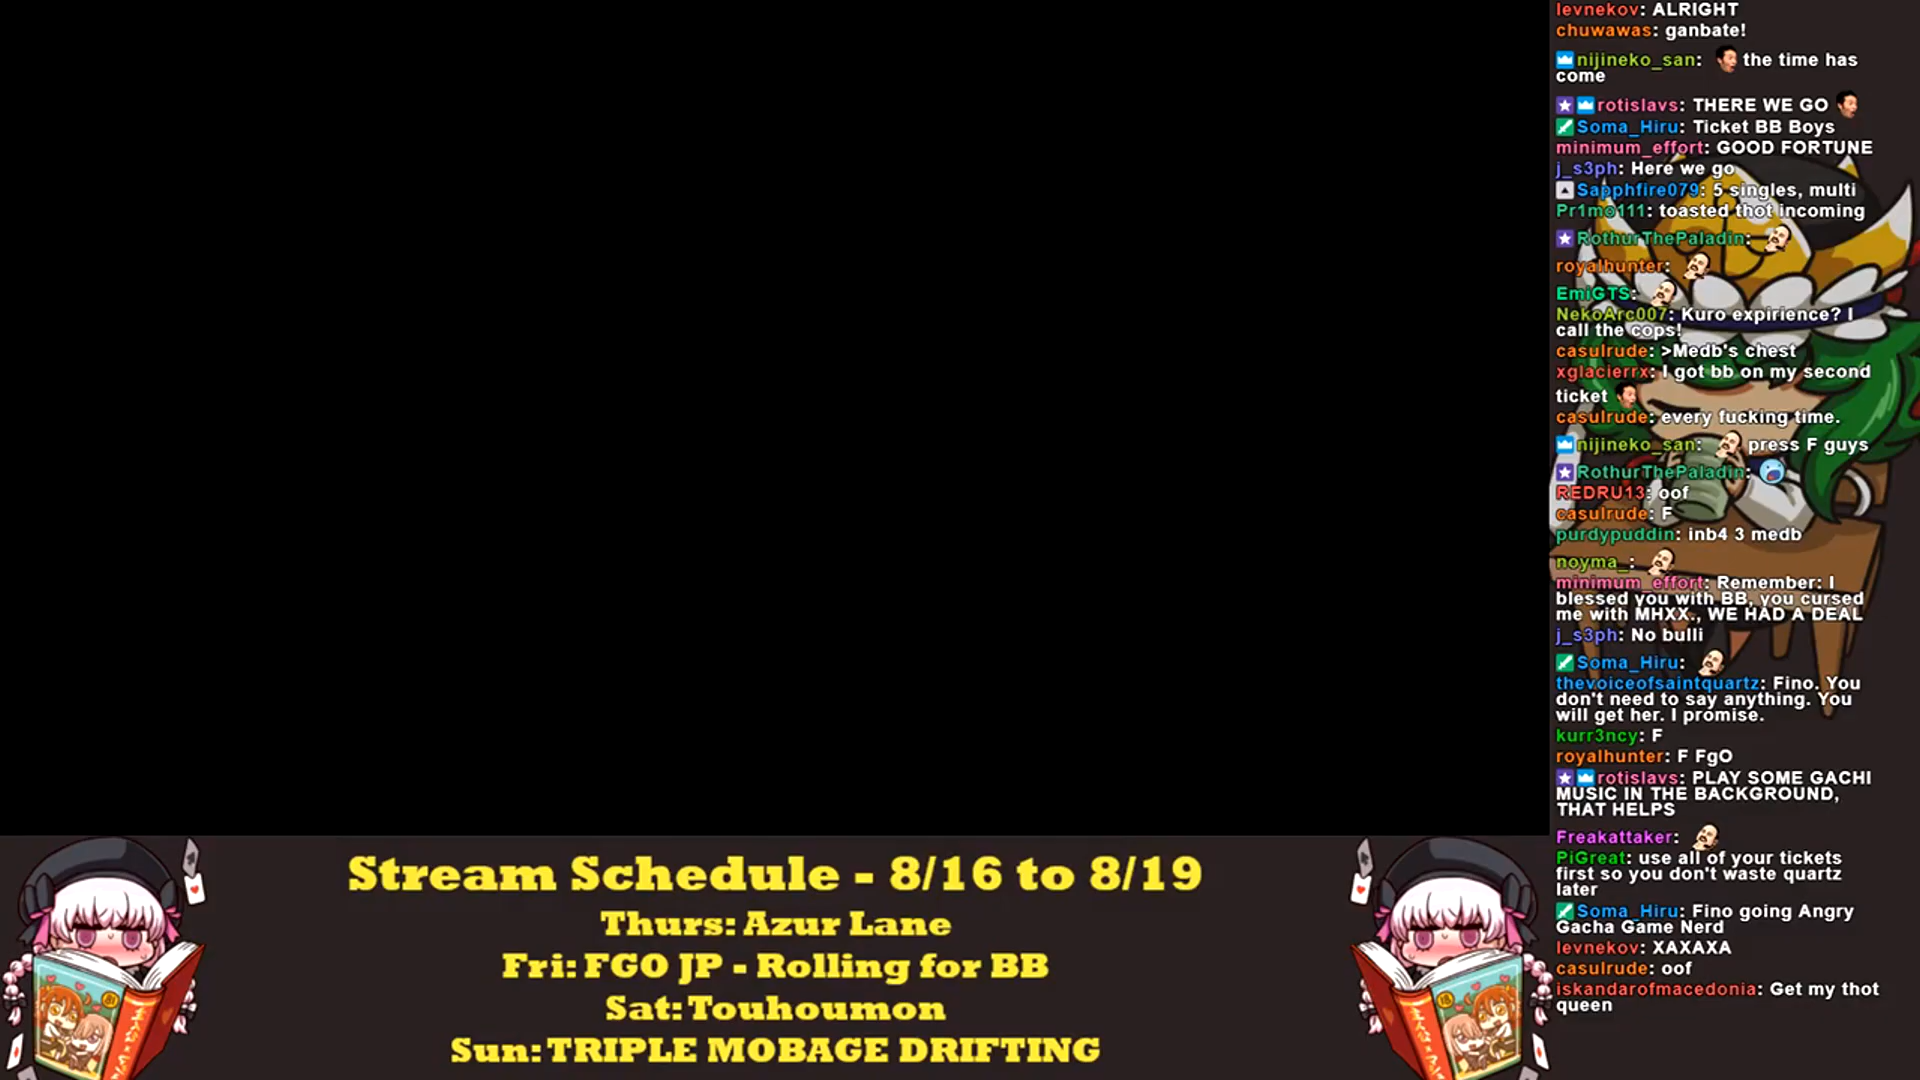 levnekov: ALRIGHT
chuwawas: ganbate!
nijineko_san: the time has
come
rotislavs: THERE WE GO
Soma_Hiru: Ticket BB Boys
minimum_effort: GOOD FORTUNE
j_s3ph: Here we go
Sapphfire079: 5 singles, multi
Pr1mo111: toasted thot incoming
RothurThePaladin:
royalhunter:
EmiGTS:
NekoArc007: Kuro expirience? I
call the cops!
casulrude: >Medb's chest
xglacierrx: I got bb on my second
ticket
casulrude: every fucking time.
nijineko_san: press F guys
RothurThePaladin:
REDRU13: oof
casulrude: F
purdypuddin: inb4 3 medb
noyma_:
minimum_effort: Remember: I
blessed you with BB, you cursed
me with MHXX., WE HAD A DEAL
j_s3ph: No bulli
Soma_Hiru:
thevoiceofsaintquartz: Fino. You
don't need to say anything. You
will get her. I promise.
kurr3ncy: F
royalhunter: F FgO
rotislavs: PLAY SOME GACHI
MUSIC IN THE BACKGROUND,
THAT HELPS
Freakattaker:
PiGreat: use all of your tickets
first so you don't waste quartz
later
Soma_Hiru: Fino going Angry
Gacha Game Nerd
levnekov: XAXAXA
casulrude: oof
iskandarofmacedonia: Get my thot
queen
Stream Schedule - 8/16 to 8/19
Thurs: Azur Lane
Fri: FGO JP - Rolling for BB
Sat: Touhoumon
Sun: TRIPLE MOBAGE DRIFTING